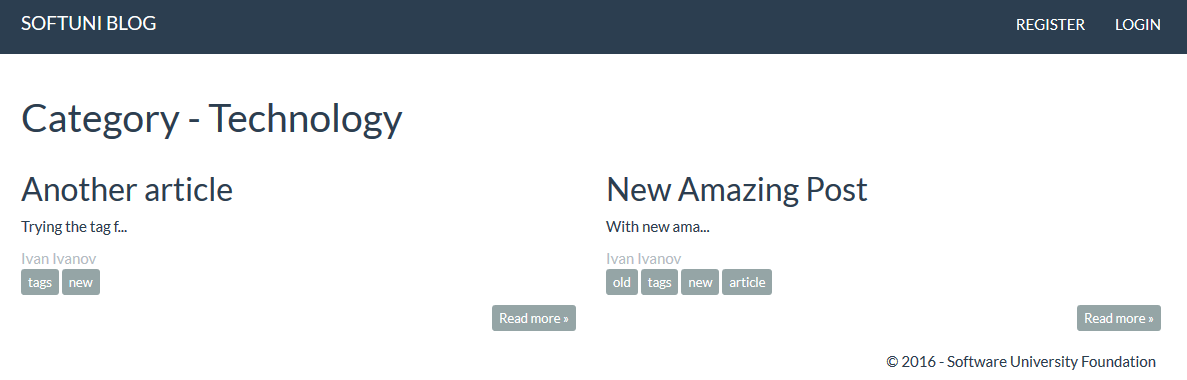 SOFTUNI BLOG
REGISTER LOGIN
Category - Technology
Another article
Trying the tag f...
Ivan Ivanov
tags new
Read more »
New Amazing Post
With new ama...
Ivan Ivanov
old tags new article
Read more »
© 2016 - Software University Foundation